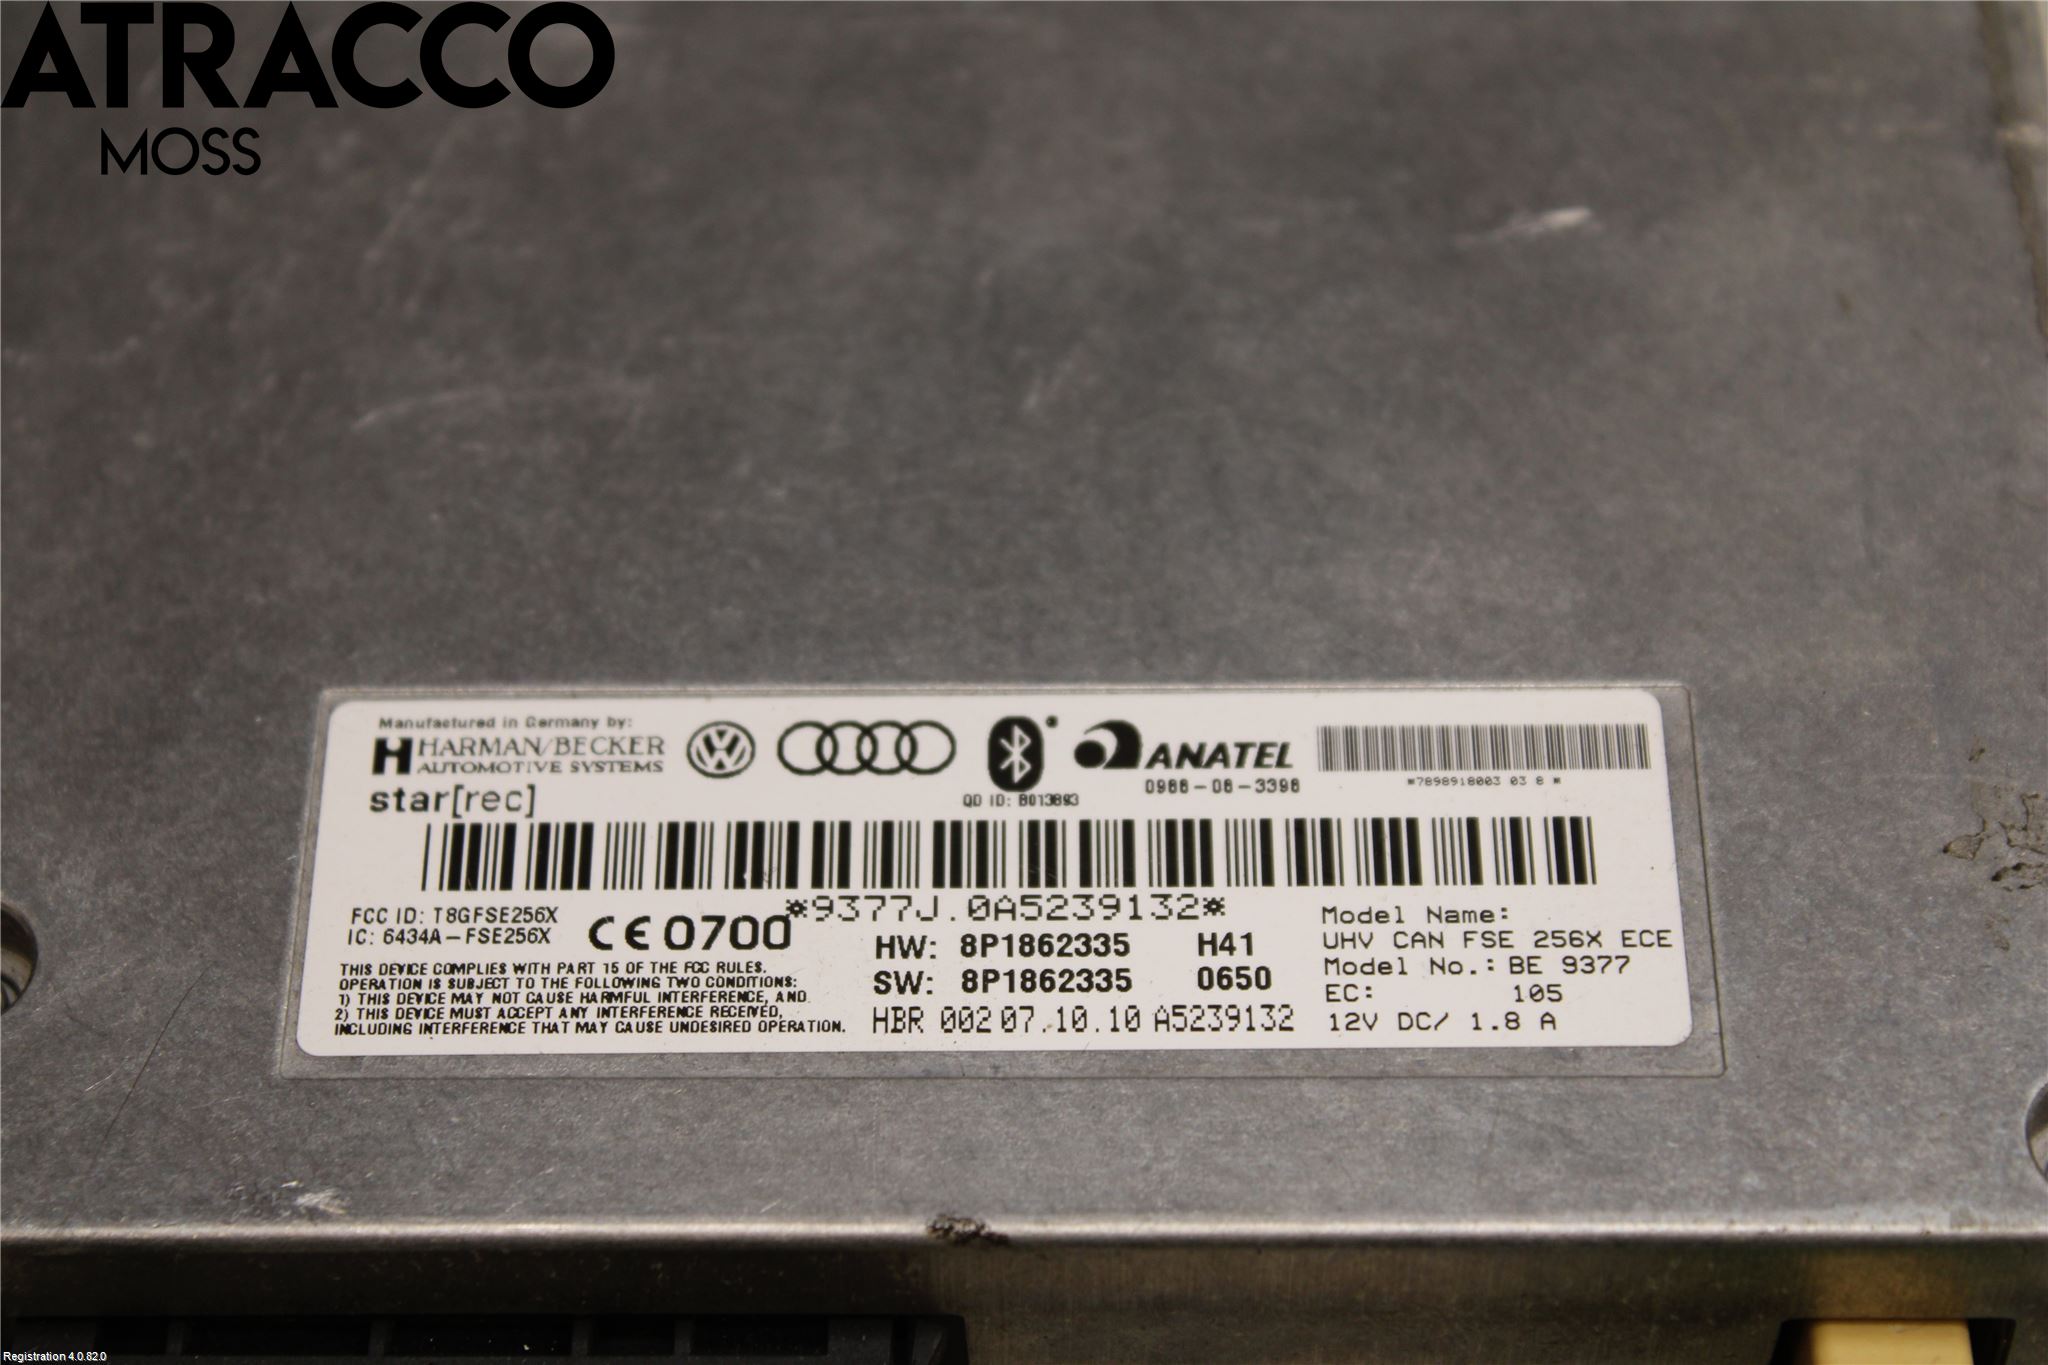 ATRACCO
MOSS
Manufactured in Germany by:
HARMAN/BECKER
AUTOMOTIVE SYSTEMS
star[rec]
QD ID: B013893
ANATEL
0986-08-3398
*7898918003 03 8 *
*9377J.0A5239132*
FCC ID: T8GFSE256X
IC: 6434A-FSE256X
CE 0700
THIS DEVICE COMPLIES WITH PART 15 OF THE FCC RULES.
OPERATION IS SUBJECT TO THE FOLLOWING TWO CONDITIONS:
1) THIS DEVICE MAY NOT CAUSE HARMFUL INTERFERENCE, AND
2) THIS DEVICE MUST ACCEPT ANY INTERFERENCE RECEIVED,
INCLUDING INTERFERENCE THAT MAY CAUSE UNDESIRED OPERATION.
HW: 8P1862335 H41
SW: 8P1862335 0650
HBR 002 07.10.10 A5239132
Model Name:
UHV CAN FSE 256X ECE
Model No.: BE 9377
EC: 105
12V DC/ 1.8 A
Registration 4.0.82.0